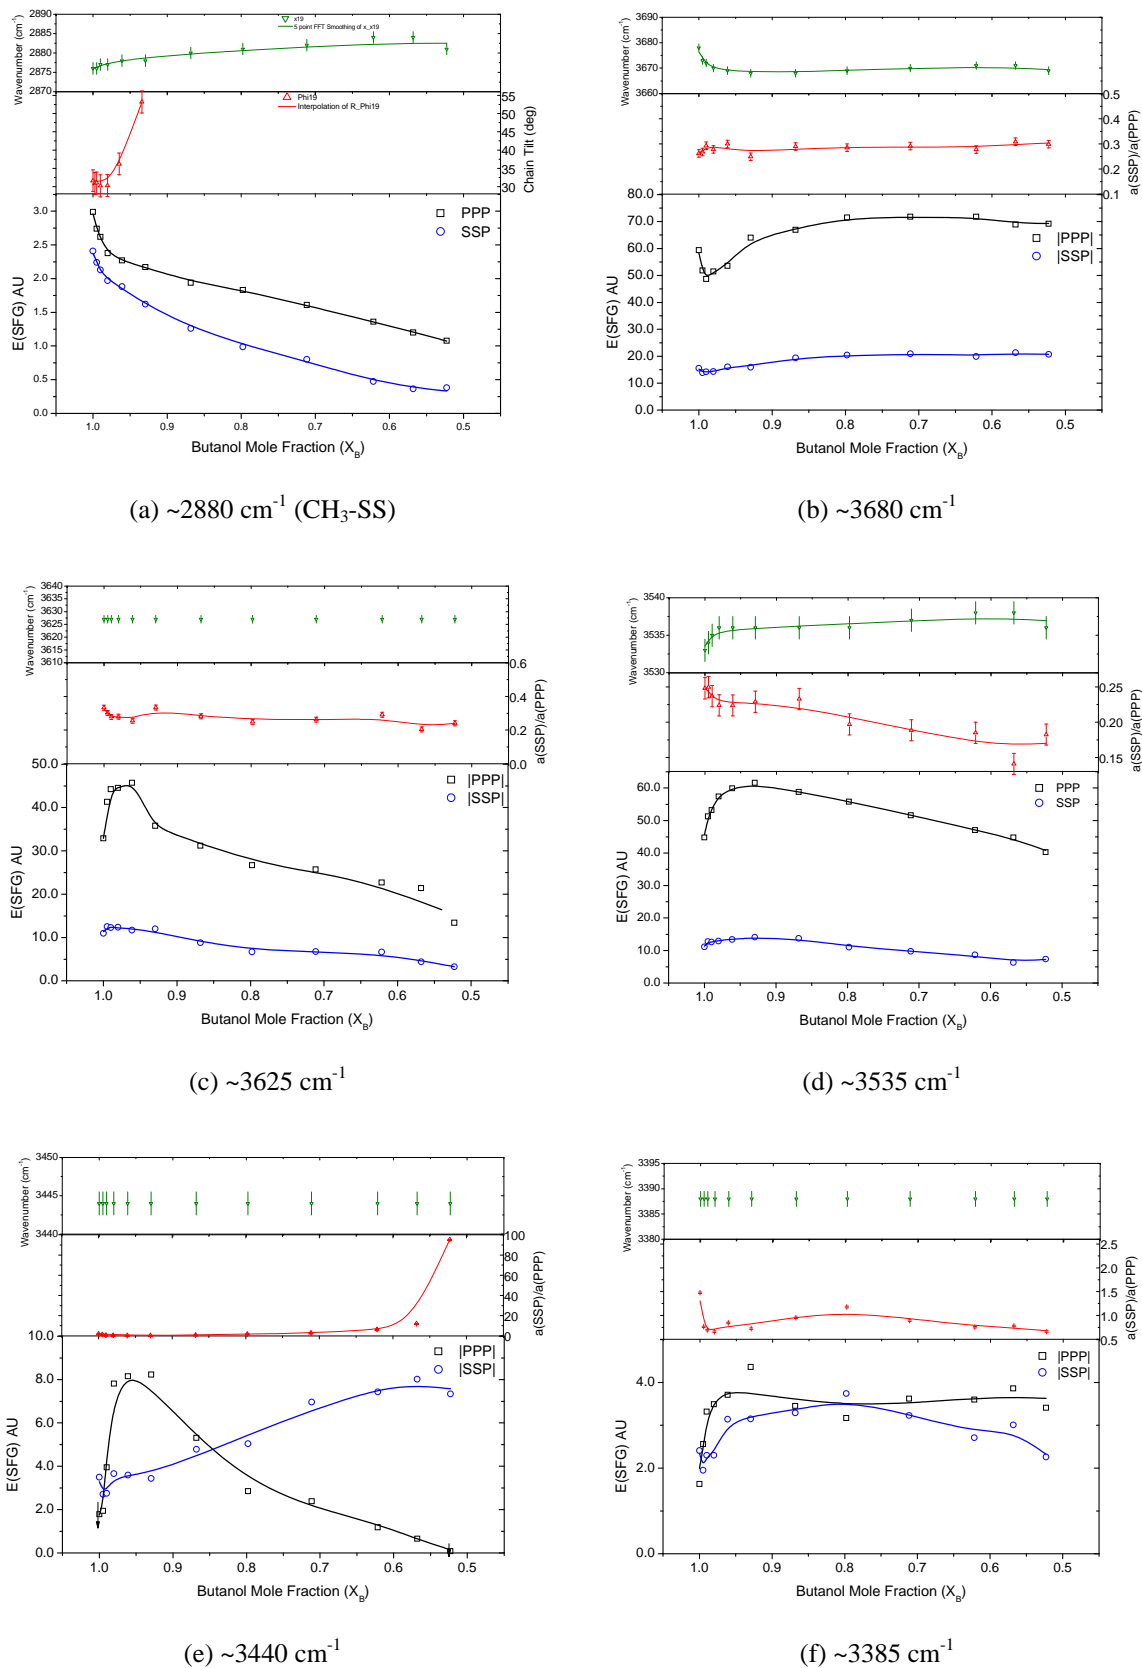 2890
2885
2880
2875
2870
Wavenumber (cm⁻¹)
x19
5 point FFT Smoothing of x_x19
Phi19
Interpolation of R_Phi19
55
50
45
40
35
30
Chain Tilt (deg)
3.0
2.5
2.0
1.5
1.0
0.5
0.0
E(SFG) AU
PPP
SSP
1.0 0.9 0.8 0.7 0.6 0.5
Butanol Mole Fraction (X_B)
(a) ~2880 cm⁻¹ (CH₃-SS)
3690
3680
3670
3660
Wavenumber (cm⁻¹)
0.5
0.4
0.3
0.2
0.1
a(SSP)/a(PPP)
80.0
70.0
60.0
50.0
40.0
30.0
20.0
10.0
0.0
E(SFG) AU
|PPP|
|SSP|
1.0 0.9 0.8 0.7 0.6 0.5
Butanol Mole Fraction (X_B)
(b) ~3680 cm⁻¹
3640
3635
3630
3625
3620
3615
3610
Wavenumber (cm⁻¹)
0.6
0.4
0.2
0.0
a(SSP)/a(PPP)
50.0
40.0
30.0
20.0
10.0
0.0
E(SFG) AU
|PPP|
|SSP|
1.0 0.9 0.8 0.7 0.6 0.5
Butanol Mole Fraction (X_B)
(c) ~3625 cm⁻¹
3540
3535
3530
Wavenumber (cm⁻¹)
0.25
0.20
0.15
a(SSP)/a(PPP)
60.0
50.0
40.0
30.0
20.0
10.0
0.0
E(SFG) AU
PPP
SSP
1.0 0.9 0.8 0.7 0.6 0.5
Butanol Mole Fraction (X_B)
(d) ~3535 cm⁻¹
3450
3445
3440
Wavenumber (cm⁻¹)
100
80
60
40
20
0
a(SSP)/a(PPP)
10.0
8.0
6.0
4.0
2.0
0.0
E(SFG) AU
|PPP|
|SSP|
1.0 0.9 0.8 0.7 0.6 0.5
Butanol Mole Fraction (X_B)
(e) ~3440 cm⁻¹
3395
3390
3385
3380
Wavenumber (cm⁻¹)
2.5
2.0
1.5
1.0
0.5
a(SSP)/a(PPP)
4.0
2.0
0.0
E(SFG) AU
|PPP|
|SSP|
1.0 0.9 0.8 0.7 0.6 0.5
Butanol Mole Fraction (X_B)
(f) ~3385 cm⁻¹